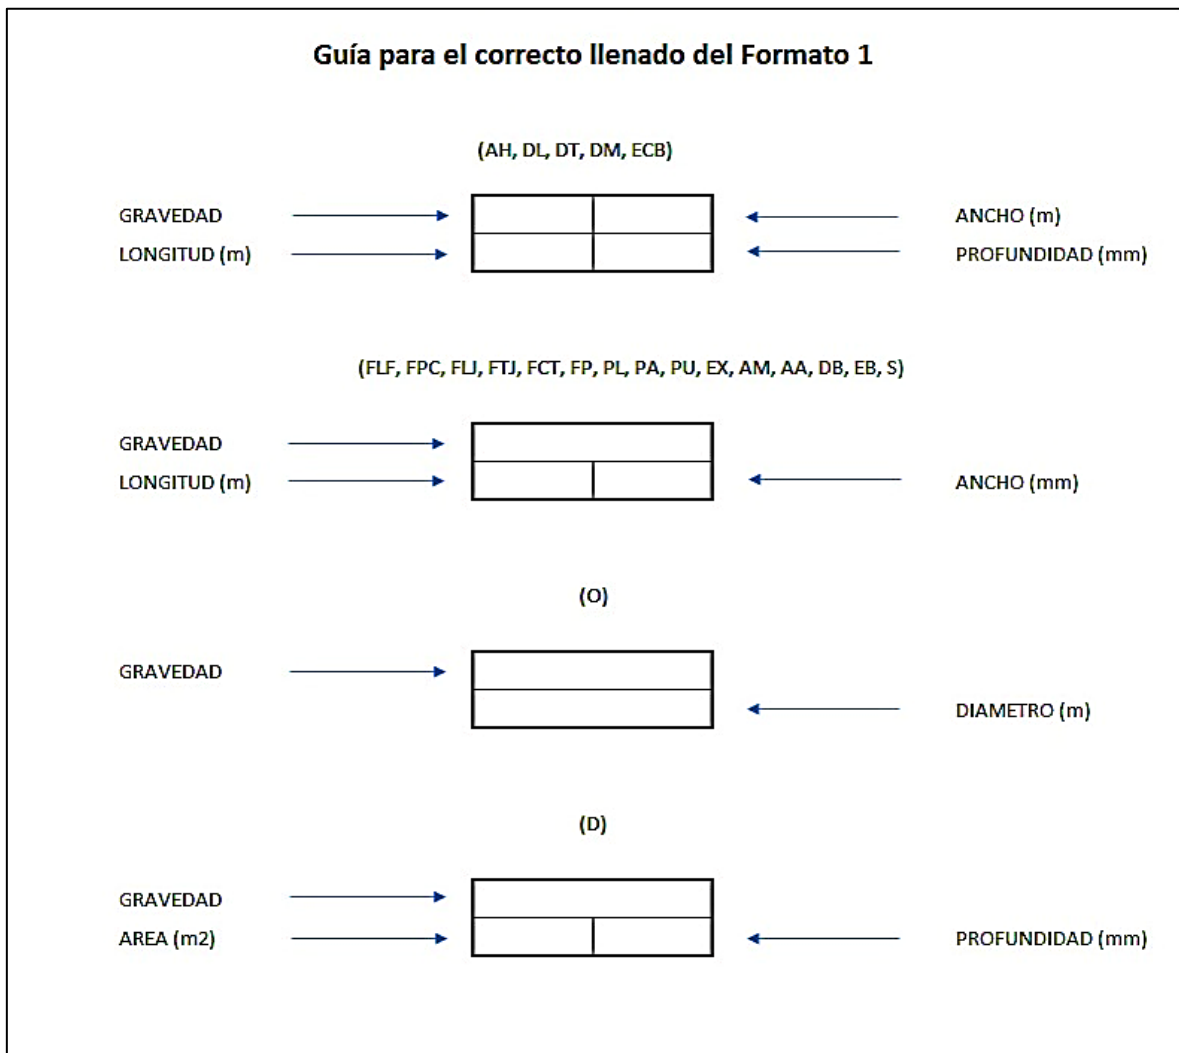 Guía para el correcto llenado del Formato 1
(AH, DL, DT, DM, ECB)
GRAVEDAD
ANCHO (m)
LONGITUD (m)
PROFUNDIDAD (mm)
(FLF, FPC, FLJ, FTJ, FCT, FP, PL, PA, PU, EX, AM, AA, DB, EB, S)
GRAVEDAD
LONGITUD (m)
ANCHO (mm)
(O)
GRAVEDAD
DIAMETRO (m)
(D)
GRAVEDAD
AREA (m2)
PROFUNDIDAD (mm)